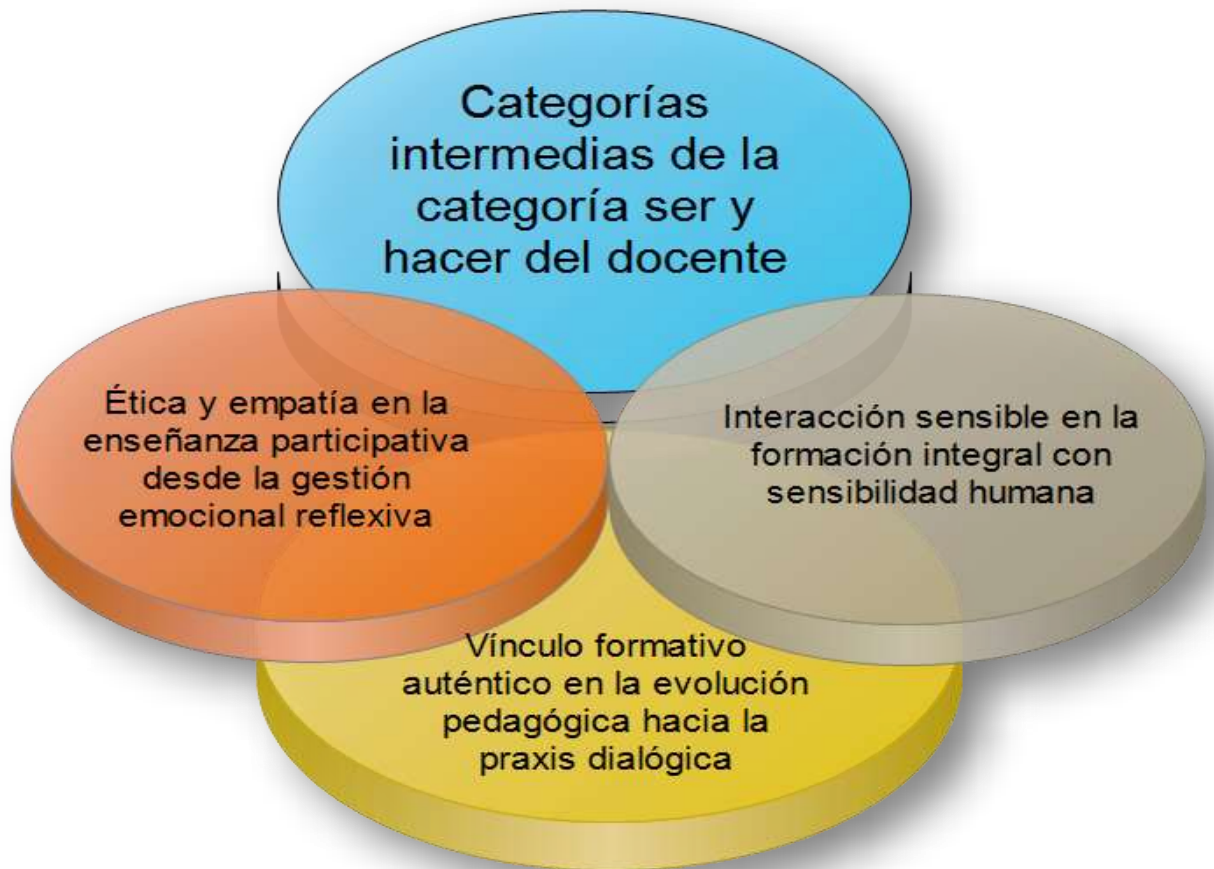 Categorías
intermedias de la
categoría ser y
hacer del docente
Ética y empatía en la
enseñanza participativa
desde la gestión
emocional reflexiva
Interacción sensible en la
formación integral con
sensibilidad humana
Vínculo formativo
auténtico en la evolución
pedagógica hacia la
praxis dialógica